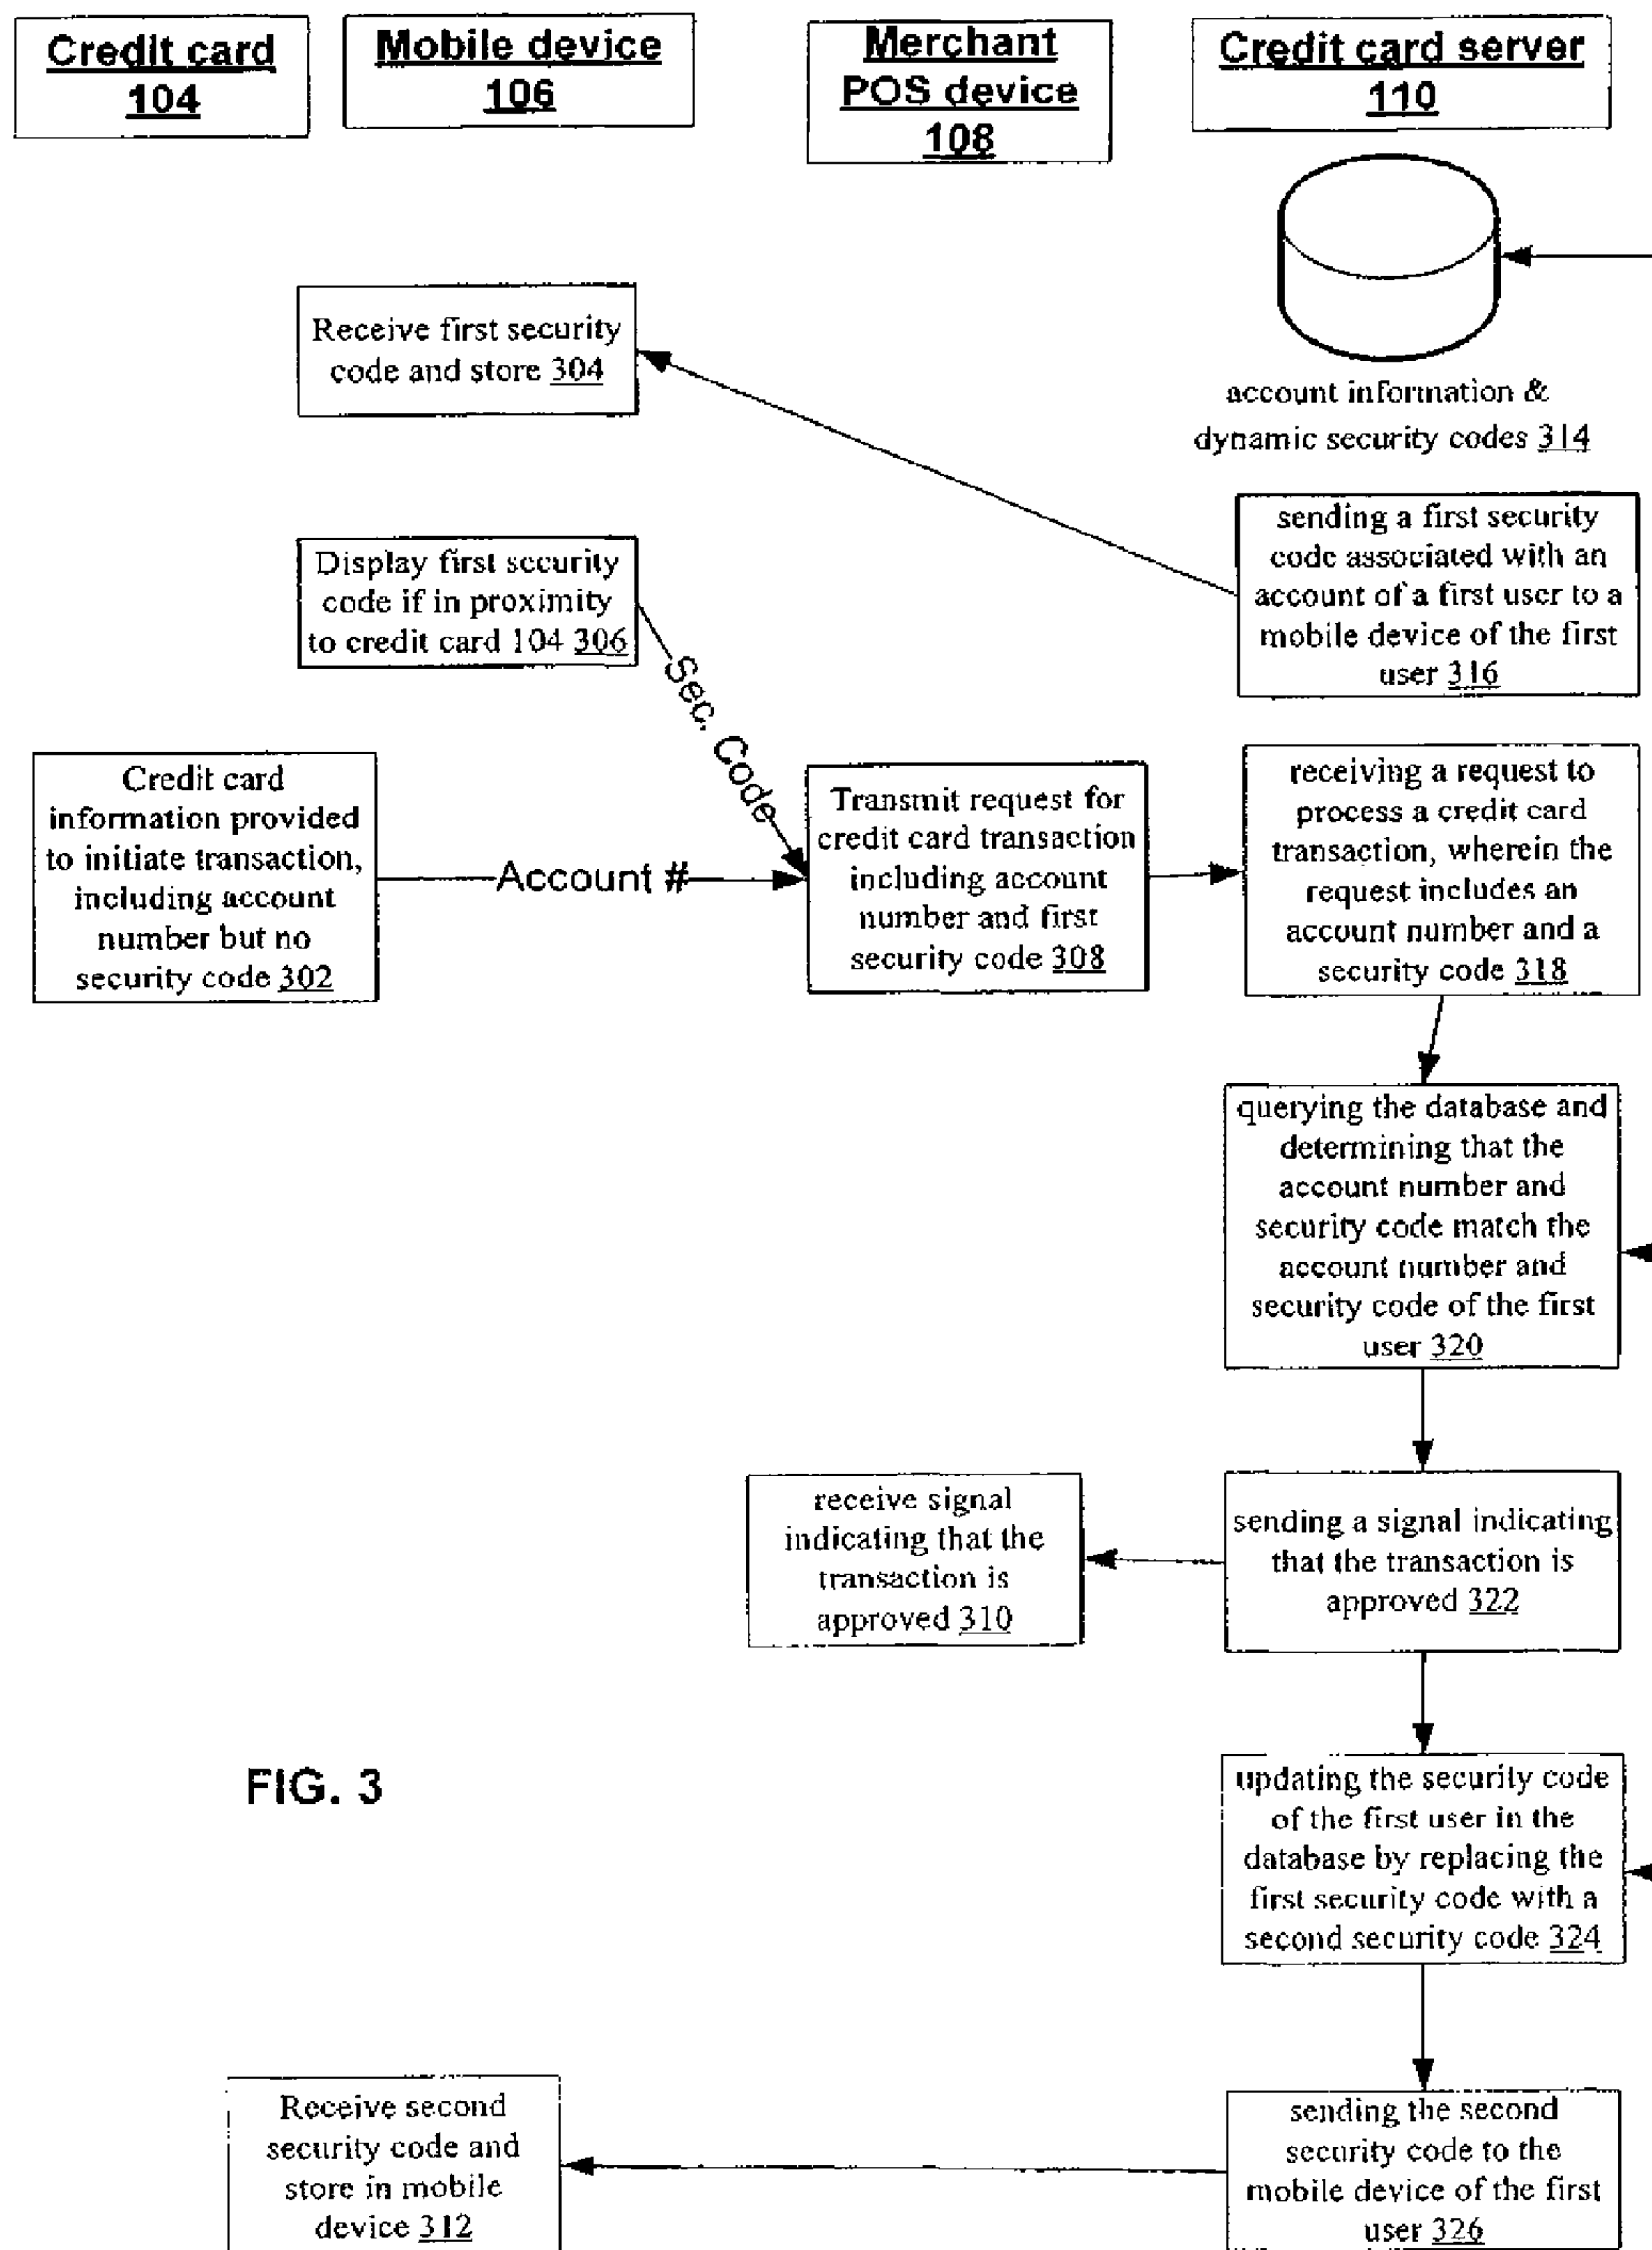 Credit card
104
Mobile device
106
Merchant
POS device
108
Credit card server
110
account information &
dynamic security codes 314
Receive first security
code and store 304
sending a first security
code associated with an
account of a first user to a
mobile device of the first
user 316
Display first security
code if in proximity
to credit card 104 306
Sec. Code
Credit card
information provided
to initiate transaction,
including account
number but no
security code 302
Account #
Transmit request for
credit card transaction
including account
number and first
security code 308
receiving a request to
process a credit card
transaction, wherein the
request includes an
account number and a
security code 318
querying the database and
determining that the
account number and
security code match the
account number and
security code of the first
user 320
receive signal
indicating that the
transaction is
approved 310
sending a signal indicating
that the transaction is
approved 322
FIG. 3
updating the security code
of the first user in the
database by replacing the
first security code with a
second security code 324
Receive second
security code and
store in mobile
device 312
sending the second
security code to the
mobile device of the first
user 326